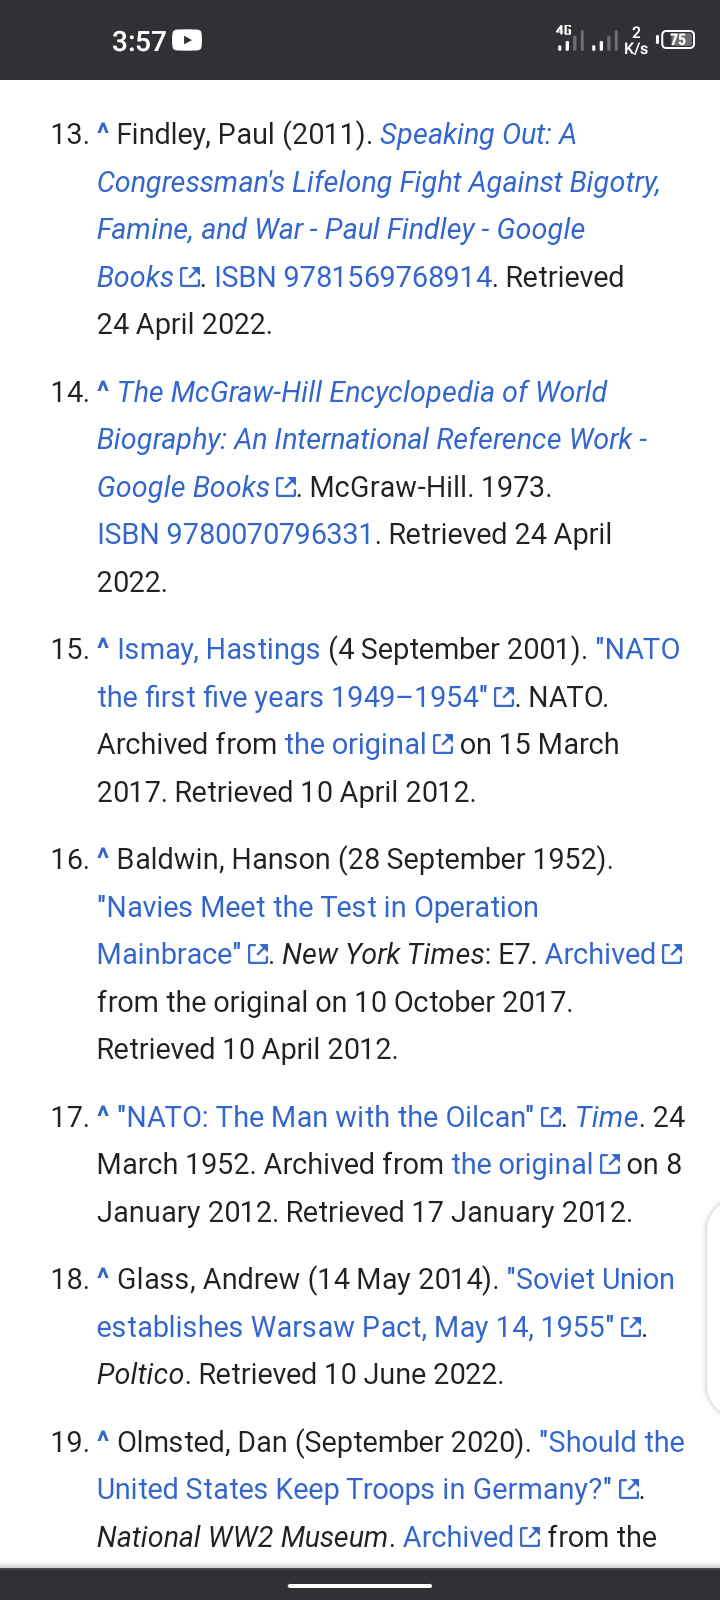 3:57
4G 2 K/s 75
13. ^ Findley, Paul (2011). Speaking Out: A
Congressman's Lifelong Fight Against Bigotry,
Famine, and War - Paul Findley - Google
Books. ISBN 9781569768914. Retrieved
24 April 2022.
14. ^ The McGraw-Hill Encyclopedia of World
Biography: An International Reference Work -
Google Books. McGraw-Hill. 1973.
ISBN 9780070796331. Retrieved 24 April
2022.
15. ^ Ismay, Hastings (4 September 2001). "NATO
the first five years 1949–1954". NATO.
Archived from the original on 15 March
2017. Retrieved 10 April 2012.
16. ^ Baldwin, Hanson (28 September 1952).
"Navies Meet the Test in Operation
Mainbrace". New York Times: E7. Archived
from the original on 10 October 2017.
Retrieved 10 April 2012.
17. ^ "NATO: The Man with the Oilcan". Time. 24
March 1952. Archived from the original on 8
January 2012. Retrieved 17 January 2012.
18. ^ Glass, Andrew (14 May 2014). "Soviet Union
establishes Warsaw Pact, May 14, 1955".
Poltico. Retrieved 10 June 2022.
19. ^ Olmsted, Dan (September 2020). "Should the
United States Keep Troops in Germany?".
National WW2 Museum. Archived from the